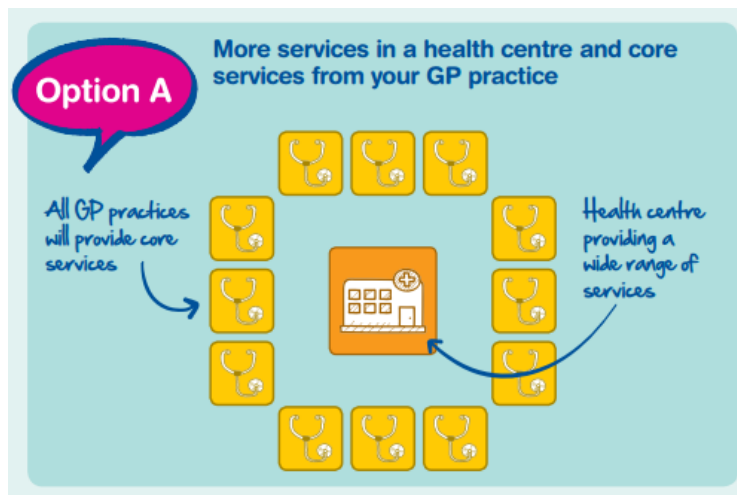 Option A
More services in a health centre and core
services from your GP practice
All GP practices
will provide core
services
Health centre
providing a
wide range of
services